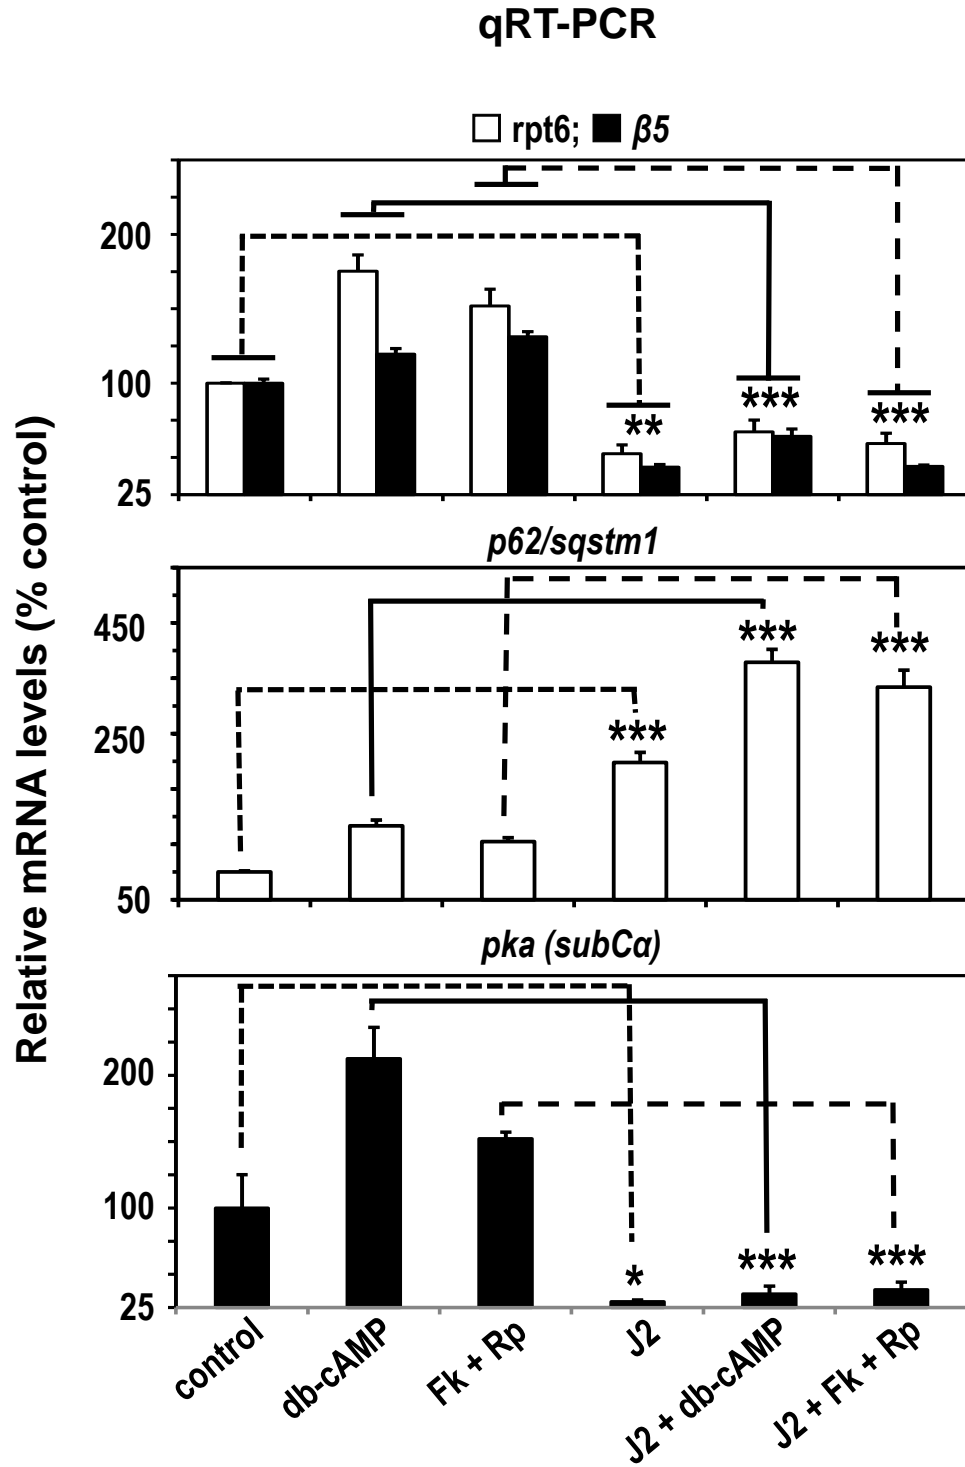 qRT-PCR
rpt6; β5
Relative mRNA levels (% control)
200
100
25
** *** ***
p62/sqstm1
450
250
50
*** *** ***
pka (subCα)
200
100
25
* *** ***
control
db-cAMP
Fk + Rp
J2
J2 + db-cAMP
J2 + Fk + Rp